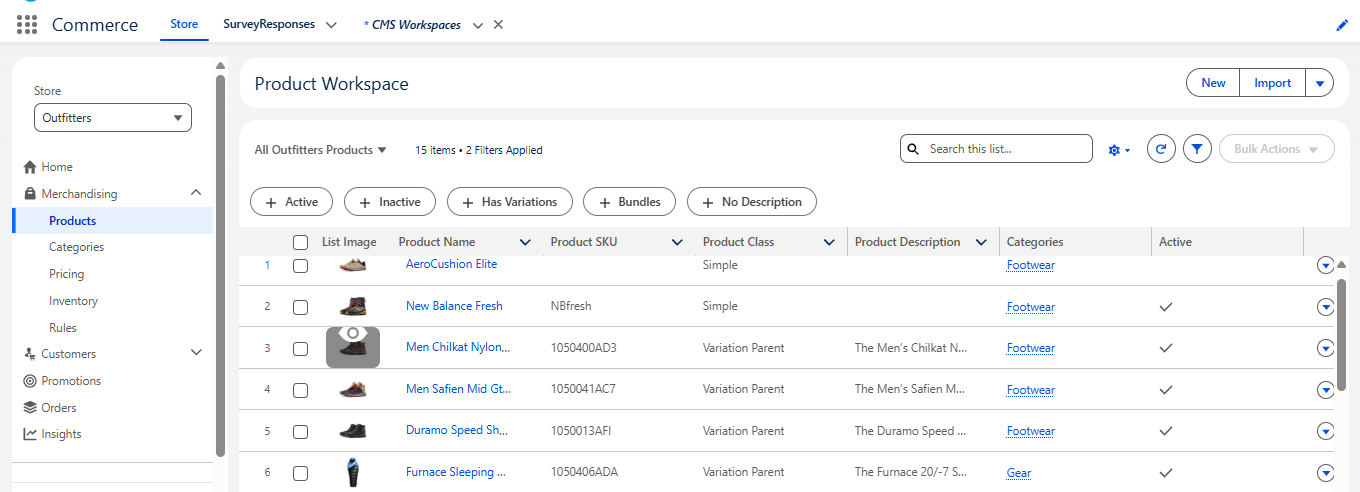 Commerce
Store
SurveyResponses
* CMS Workspaces
Store
Outfitters
Home
Merchandising
Products
Categories
Pricing
Inventory
Rules
Customers
Promotions
Orders
Insights
Product Workspace
New
Import
All Outfitters Products
15 items • 2 Filters Applied
Search this list...
Bulk Actions
+ Active
+ Inactive
+ Has Variations
+ Bundles
+ No Description
List Image Product Name Product SKU Product Class Product Description Categories Active
1 AeroCushion Elite Simple Footwear
2 New Balance Fresh NBfresh Simple Footwear
3 Men Chilkat Nylon,... 1050400AD3 Variation Parent The Men's Chilkat N... Footwear
4 Men Safien Mid Gt... 1050041AC7 Variation Parent The Men's Safien M... Footwear
5 Duramo Speed Sh... 1050013AFI Variation Parent The Duramo Speed ... Footwear
6 Furnace Sleeping ... 1050406ADA Variation Parent The Furnace 20/-7 S... Gear